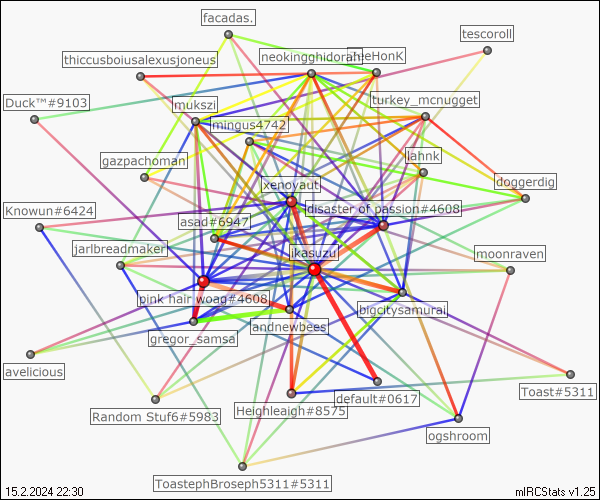 facadas.
tescoroll
neokingghidorah
heHonK
thiccusboiusalexusjoneus
Duck™#9103
mukszi
turkey_mcnugget
mingus4742
lahnk
gazpachoman
xenovaut
doggerdig
Knowun#6424
disaster of passion#4608
asad#6947
jarlbreadmaker
ikasuzu
moonraven
pink hair woag#4608
bigcitysamurai
andnewbees
gregor_samsa
avelicious
default#0617
Toast#5311
Random Stuf6#5983
Heighleaigh#8575
ogshroom
ToastephBroseph5311#5311
15.2.2024 22:30
mIRCStats v1.25